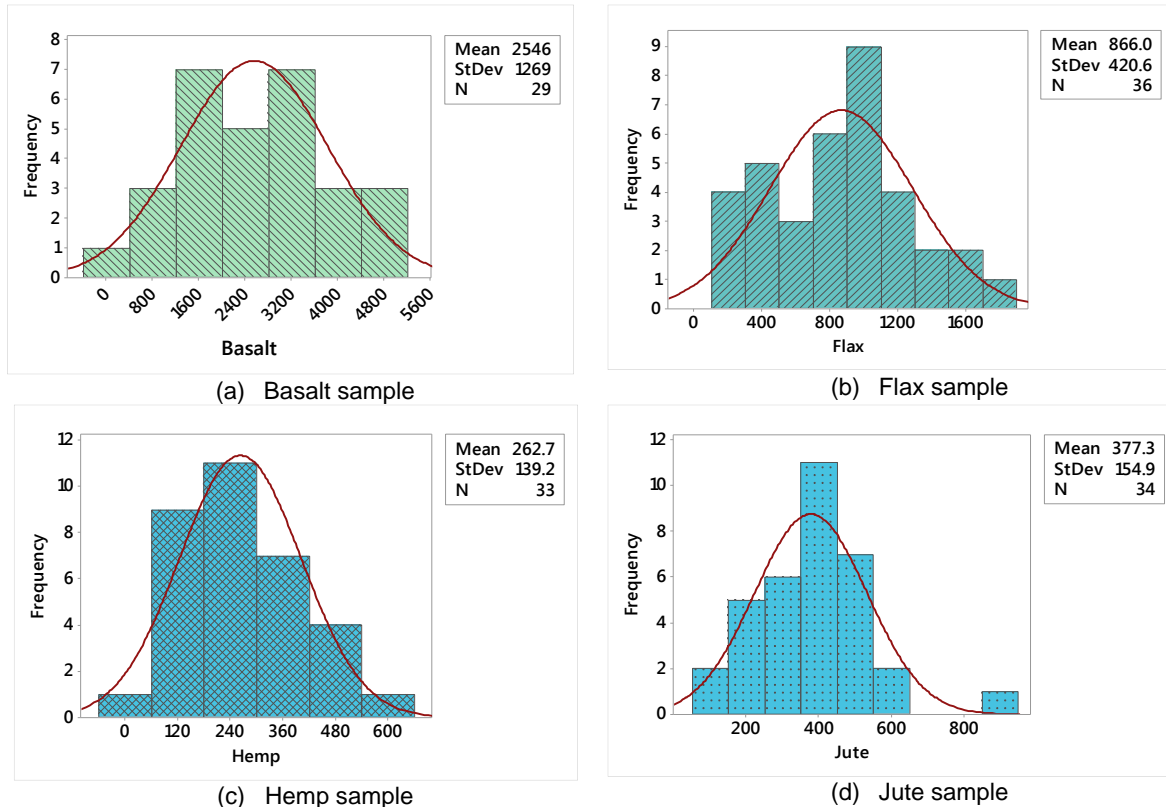 8
7
6
5
4
3
2
1
0
Frequency
0 800 1600 2400 3200 4000 4800 5600
Basalt
Mean 2546
StDev 1269
N 29
(a) Basalt sample
9
8
7
6
5
4
3
2
1
0
Frequency
0 400 800 1200 1600
Flax
Mean 866.0
StDev 420.6
N 36
(b) Flax sample
12
10
8
6
4
2
0
Frequency
0 120 240 360 480 600
Hemp
Mean 262.7
StDev 139.2
N 33
(c) Hemp sample
12
10
8
6
4
2
0
Frequency
200 400 600 800
Jute
Mean 377.3
StDev 154.9
N 34
(d) Jute sample